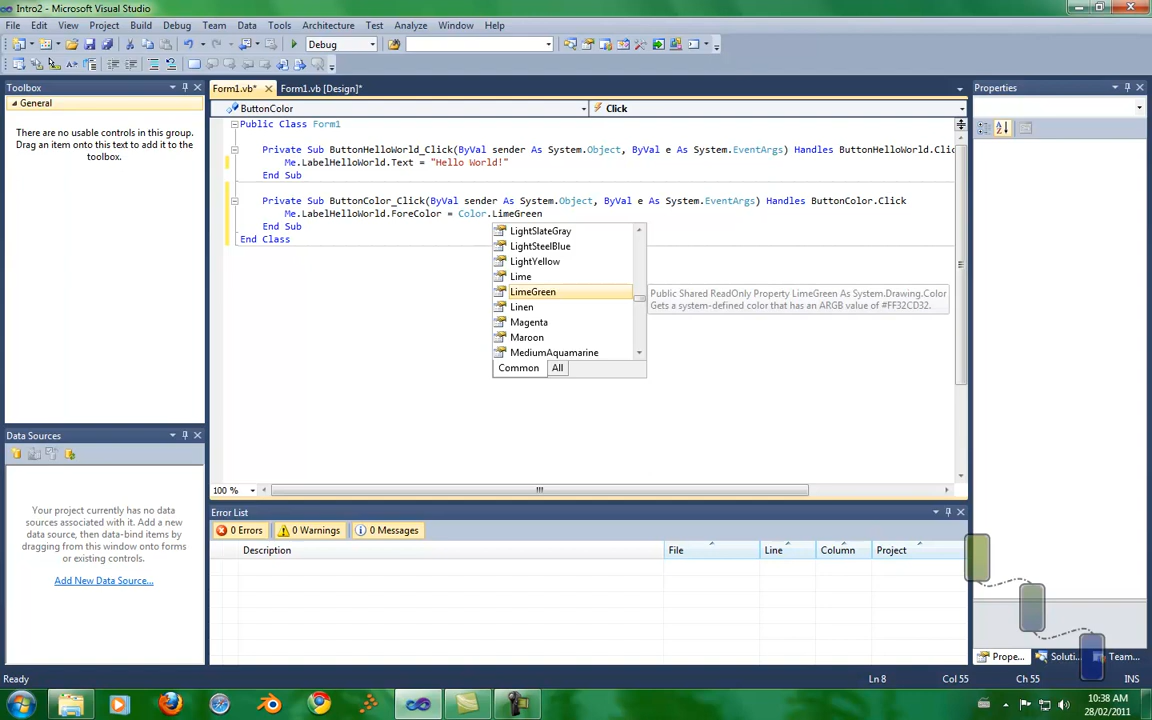 Intro2 - Microsoft Visual Studio
File Edit View Project Build Debug Team Data Tools Architecture Test Analyze Window Help
Debug
Toolbox
General
There are no usable controls in this group. Drag an item onto this text to add it to the toolbox.
Form1.vb* Form1.vb [Design]*
ButtonColor Click
Public Class Form1
Private Sub ButtonHelloWorld_Click(ByVal sender As System.Object, ByVal e As System.EventArgs) Handles ButtonHelloWorld.Clic
Me.LabelHelloWorld.Text = "Hello World!"
End Sub
Private Sub ButtonColor_Click(ByVal sender As System.Object, ByVal e As System.EventArgs) Handles ButtonColor.Click
Me.LabelHelloWorld.ForeColor = Color.LimeGreen
End Sub
End Class
LightSlateGray
LightSteelBlue
LightYellow
Lime
LimeGreen
Linen
Magenta
Maroon
MediumAquamarine
Common All
Public Shared ReadOnly Property LimeGreen As System.Drawing.Color
Gets a system-defined color that has an ARGB value of #FF32CD32.
100 %
Properties
Data Sources
Your project currently has no data sources associated with it. Add a new data source, then data-bind items by dragging from this window onto forms or existing controls.
Add New Data Source...
Error List
0 Errors 0 Warnings 0 Messages
Description File Line Column Project
Prope... Soluti... Team...
Ready Ln 8 Col 55 Ch 55 INS
10:38 AM
28/02/2011